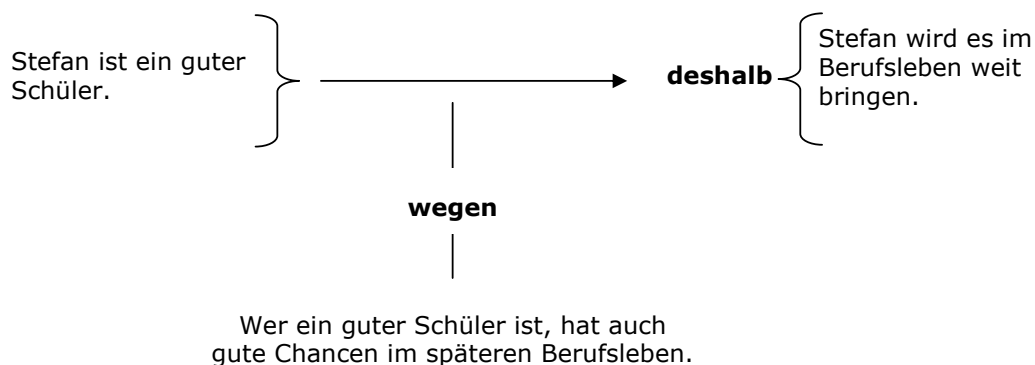 Stefan ist ein guter
Schüler.
deshalb
Stefan wird es im
Berufsleben weit
bringen.
wegen
Wer ein guter Schüler ist, hat auch
gute Chancen im späteren Berufsleben.